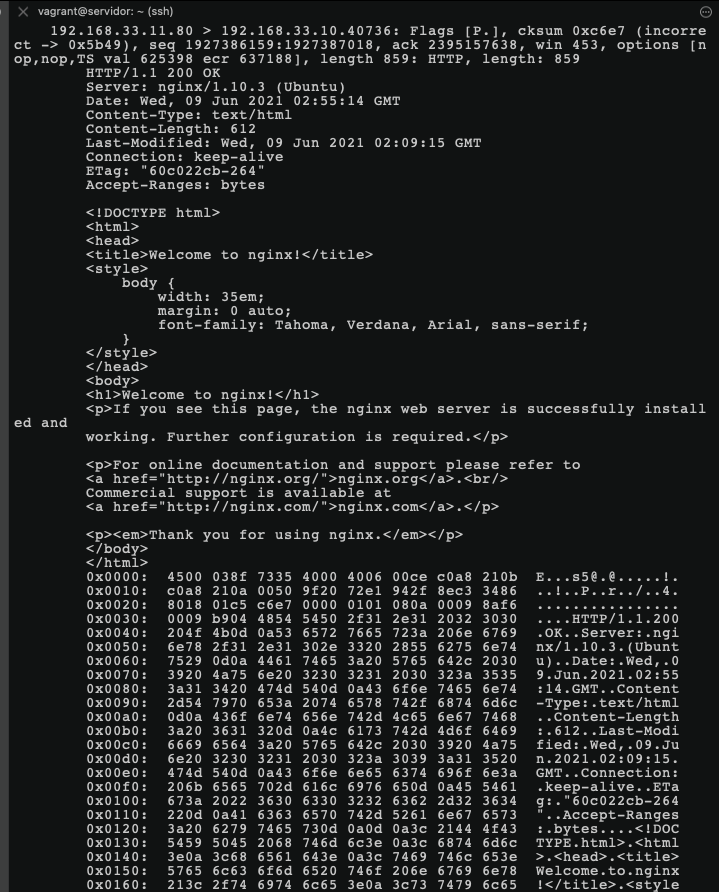 vagrant@servidor: ~ (ssh)
192.168.33.11.80 > 192.168.33.10.40736: Flags [P.], cksum 0xc6e7 (incorre
ct -> 0x5b49), seq 1927386159:1927387018, ack 2395157638, win 453, options [n
op,nop,TS val 625398 ecr 637188], length 859: HTTP, length: 859
HTTP/1.1 200 OK
Server: nginx/1.10.3 (Ubuntu)
Date: Wed, 09 Jun 2021 02:55:14 GMT
Content-Type: text/html
Content-Length: 612
Last-Modified: Wed, 09 Jun 2021 02:09:15 GMT
Connection: keep-alive
ETag: "60c022cb-264"
Accept-Ranges: bytes
<!DOCTYPE html>
<html>
<head>
<title>Welcome to nginx!</title>
<style>
body {
width: 35em;
margin: 0 auto;
font-family: Tahoma, Verdana, Arial, sans-serif;
}
</style>
</head>
<body>
<h1>Welcome to nginx!</h1>
<p>If you see this page, the nginx web server is successfully install
ed and
working. Further configuration is required.</p>
<p>For online documentation and support please refer to
<a href="http://nginx.org/">nginx.org</a>.<br/>
Commercial support is available at
<a href="http://nginx.com/">nginx.com</a>.</p>
<p><em>Thank you for using nginx.</em></p>
</body>
</html>
0x0000: 4500 038f 7335 4000 4006 00ce c0a8 210b E...s5@.@.....!.
0x0010: c0a8 210a 0050 9f20 72e1 942f 8ec3 3486 ..!..P..r../..4.
0x0020: 8018 01c5 c6e7 0000 0101 080a 0009 8af6 ................
0x0030: 0009 b904 4854 5450 2f31 2e31 2032 3030 ....HTTP/1.1.200
0x0040: 204f 4b0d 0a53 6572 7665 723a 206e 6769 .OK..Server:.ngi
0x0050: 6e78 2f31 2e31 302e 3320 2855 6275 6e74 nx/1.10.3.(Ubunt
0x0060: 7529 0d0a 4461 7465 3a20 5765 642c 2030 u)..Date:.Wed,.0
0x0070: 3920 4a75 6e20 3230 3231 2030 323a 3535 9.Jun.2021.02:55
0x0080: 3a31 3420 474d 540d 0a43 6f6e 7465 6e74 :14.GMT..Content
0x0090: 2d54 7970 653a 2074 6578 742f 6874 6d6c -Type:.text/html
0x00a0: 0d0a 436f 6e74 656e 742d 4c65 6e67 7468 ..Content-Length
0x00b0: 3a20 3631 320d 0a4c 6173 742d 4d6f 6469 :.612..Last-Modi
0x00c0: 6669 6564 3a20 5765 642c 2030 3920 4a75 fied:.Wed,.09.Ju
0x00d0: 6e20 3230 3231 2030 323a 3039 3a31 3520 n.2021.02:09:15.
0x00e0: 474d 540d 0a43 6f6e 6e65 6374 696f 6e3a GMT..Connection:
0x00f0: 206b 6565 702d 616c 6976 650d 0a45 5461 .keep-alive..ETa
0x0100: 673a 2022 3630 6330 3232 6362 2d32 3634 g:."60c022cb-264
0x0110: 220d 0a41 6363 6570 742d 5261 6e67 6573 "..Accept-Ranges
0x0120: 3a20 6279 7465 730d 0a0d 0a3c 2144 4f43 :.bytes....<!DOC
0x0130: 5459 5045 2068 746d 6c3e 0a3c 6874 6d6c TYPE.html>.<html
0x0140: 3e0a 3c68 6561 643e 0a3c 7469 746c 653e >.<head>.<title>
0x0150: 5765 6c63 6f6d 6520 746f 206e 6769 6e78 Welcome.to.nginx
0x0160: 213c 2f74 6974 6c65 3e0a 3c73 7479 6c65 !</title>.<style